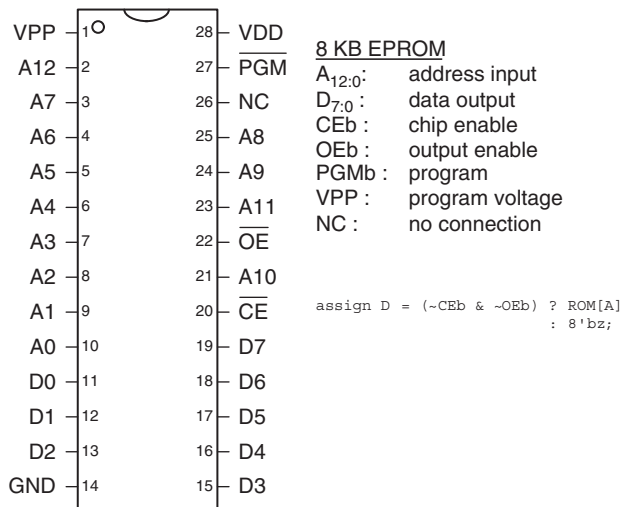 VPP 1 28 VDD
A12 2 27 PGM
A7 3 26 NC
A6 4 25 A8
A5 5 24 A9
A4 6 23 A11
A3 7 22 OE
A2 8 21 A10
A1 9 20 CE
A0 10 19 D7
D0 11 18 D6
D1 12 17 D5
D2 13 16 D4
GND 14 15 D3
8 KB EPROM
A12:0: address input
D7:0 : data output
CEb : chip enable
OEb : output enable
PGMb : program
VPP : program voltage
NC : no connection
assign D = (~CEb & ~OEb) ? ROM[A]
: 8'bz;